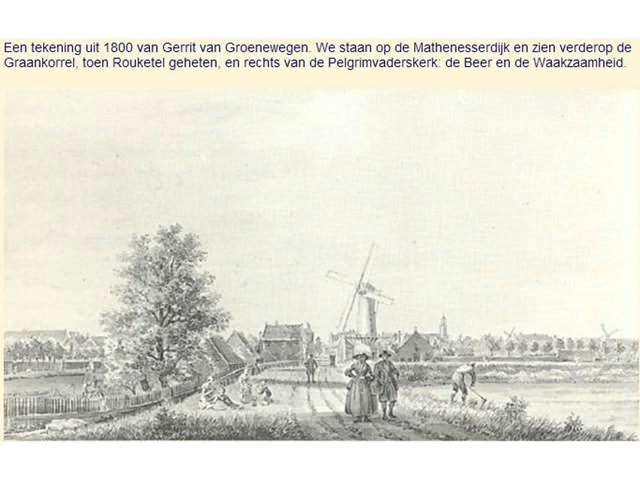 Een tekening uit 1800 van Gerrit van Groenewegen. We staan op de Mathenesserdijk en zien verderop de
Graankorrel, toen Rouketel geheten, en rechts van de Pelgrimvaderskerk: de Beer en de Waakzaamheid.